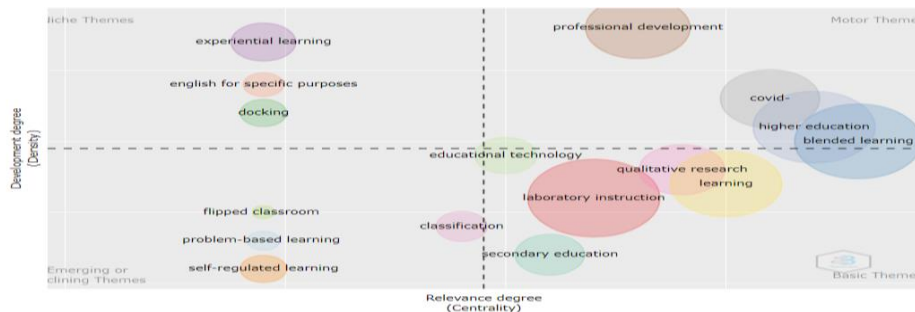 liche Themes
Motor Theme
professional development
experiential learning
english for specific purposes
covid-
docking
higher education
blended learning
educational technology
qualitative research
learning
laboratory instruction
flipped classroom
classification
problem-based learning
secondary education
self-regulated learning
Emerging or
clining Themes
Basic Theme
Development degree
(Density)
Relevance degree
(Centrality)